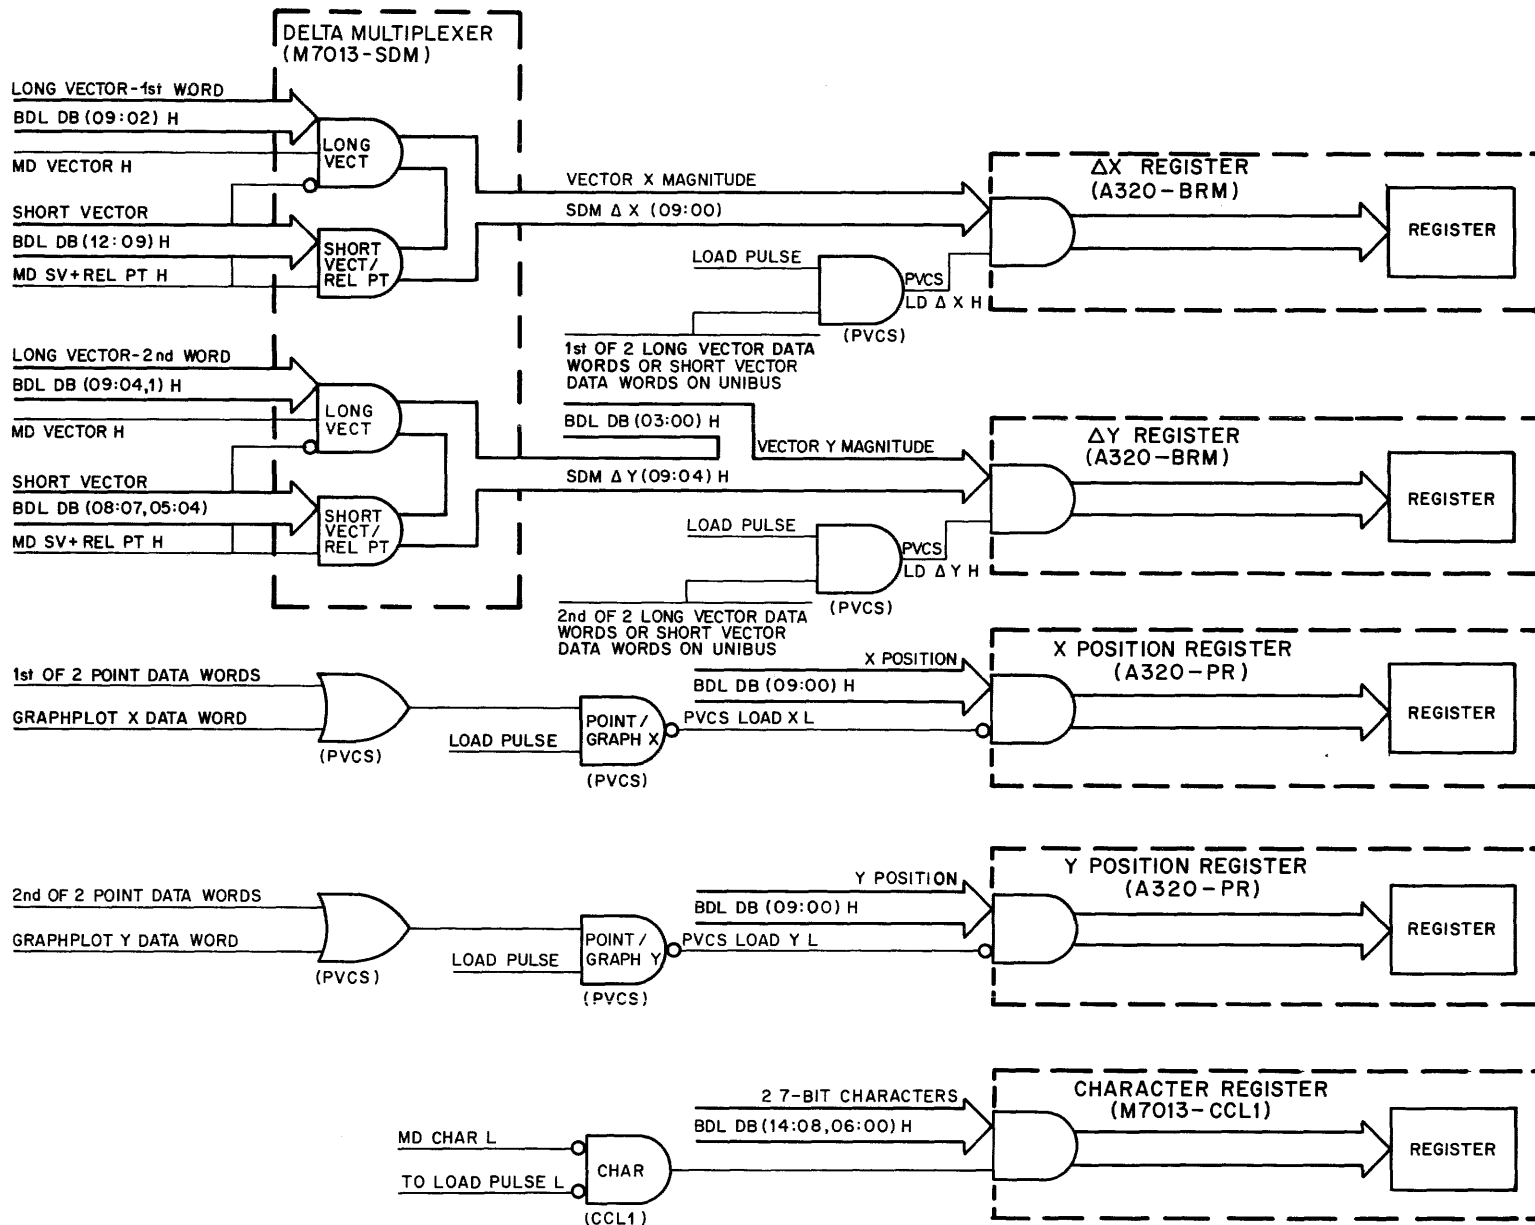 DELTA MULTIPLEXER
(M7013-SDM)
LONG VECTOR-1st WORD
BDL DB (09:02) H
MD VECTOR H
LONG
VECT
SHORT VECTOR
BDL DB (12:09) H
MD SV+REL PT H
SHORT
VECT/
REL PT
VECTOR X MAGNITUDE
SDM Δ X (09:00)
LOAD PULSE
PVCS
LD Δ X H
(PVCS)
1st OF 2 LONG VECTOR DATA
WORDS OR SHORT VECTOR
DATA WORDS ON UNIBUS
ΔX REGISTER
(A320-BRM)
REGISTER
LONG VECTOR-2nd WORD
BDL DB (09:04,1) H
MD VECTOR H
LONG
VECT
SHORT VECTOR
BDL DB (08:07,05:04)
MD SV+REL PT H
SHORT
VECT/
REL PT
BDL DB (03:00) H
VECTOR Y MAGNITUDE
SDM Δ Y (09:04) H
LOAD PULSE
PVCS
LD Δ Y H
(PVCS)
2nd OF 2 LONG VECTOR DATA
WORDS OR SHORT VECTOR
DATA WORDS ON UNIBUS
ΔY REGISTER
(A320-BRM)
REGISTER
1st OF 2 POINT DATA WORDS
GRAPHPLOT X DATA WORD
(PVCS)
LOAD PULSE
POINT/
GRAPH X
(PVCS)
X POSITION
BDL DB (09:00) H
PVCS LOAD X L
X POSITION REGISTER
(A320-PR)
REGISTER
2nd OF 2 POINT DATA WORDS
GRAPHPLOT Y DATA WORD
(PVCS)
LOAD PULSE
POINT/
GRAPH Y
(PVCS)
Y POSITION
BDL DB (09:00) H
PVCS LOAD Y L
Y POSITION REGISTER
(A320-PR)
REGISTER
MD CHAR L
TO LOAD PULSE L
CHAR
(CCL1)
2 7-BIT CHARACTERS
BDL DB (14:08,06:00) H
CHARACTER REGISTER
(M7013-CCL1)
REGISTER